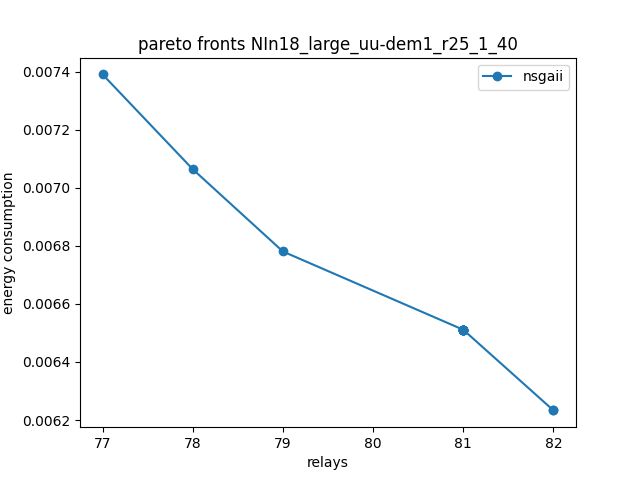 pareto fronts NIn18_large_uu-dem1_r25_1_40
nsgaii
energy consumption
0.0074
0.0072
0.0070
0.0068
0.0066
0.0064
0.0062
77 78 79 80 81 82
relays